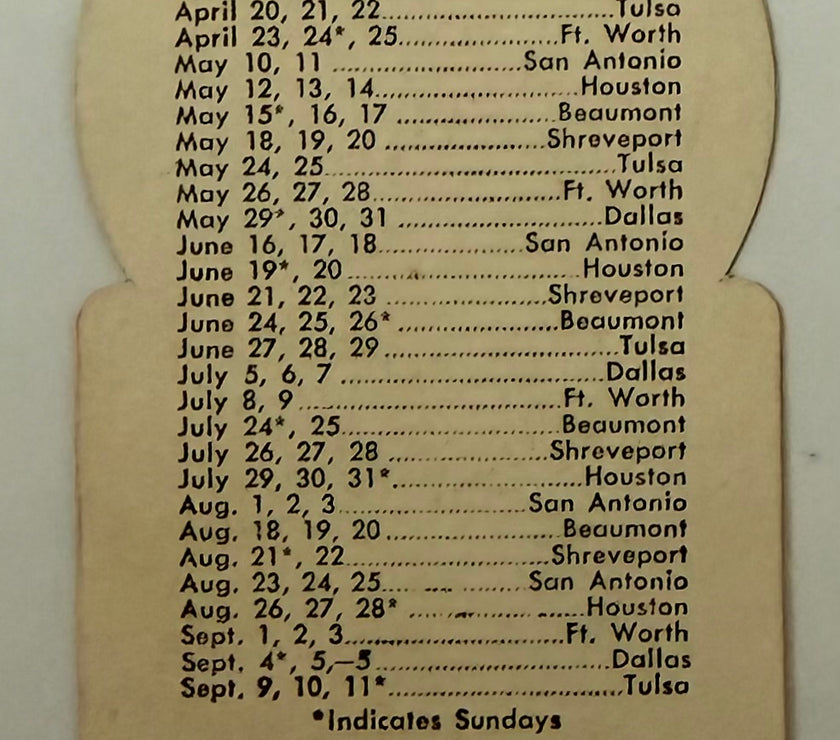 April 20, 21, 22..............................Tulsa
April 23, 24*, 25....................Ft. Worth
May 10, 11 .........................San Antonio
May 12, 13, 14..........................Houston
May 15*, 16, 17 ....................Beaumont
May 18, 19, 20 .....................Shreveport
May 24, 25.....................................Tulsa
May 26, 27, 28........................Ft. Worth
May 29*, 30, 31 ..........................Dallas
June 16, 17, 18...................San Antonio
June 19*, 20..............................Houston
June 21, 22, 23 .....................Shreveport
June 24, 25, 26*.....................Beaumont
June 27, 28, 29..............................Tulsa
July 5, 6, 7 ..................................Dallas
July 8, 9..................................Ft. Worth
July 24*, 25............................Beaumont
July 26, 27, 28 .....................Shreveport
July 29, 30, 31*........................Houston
Aug. 1, 2, 3.........................San Antonio
Aug. 18, 19, 20.......................Beaumont
Aug. 21*, 22..........................Shreveport
Aug. 23, 24, 25...................San Antonio
Aug. 26, 27, 28* ......................Houston
Sept. 1, 2, 3............................Ft. Worth
Sept. 4*, 5,—5..............................Dallas
Sept. 9, 10, 11*.............................Tulsa
*Indicates Sundays